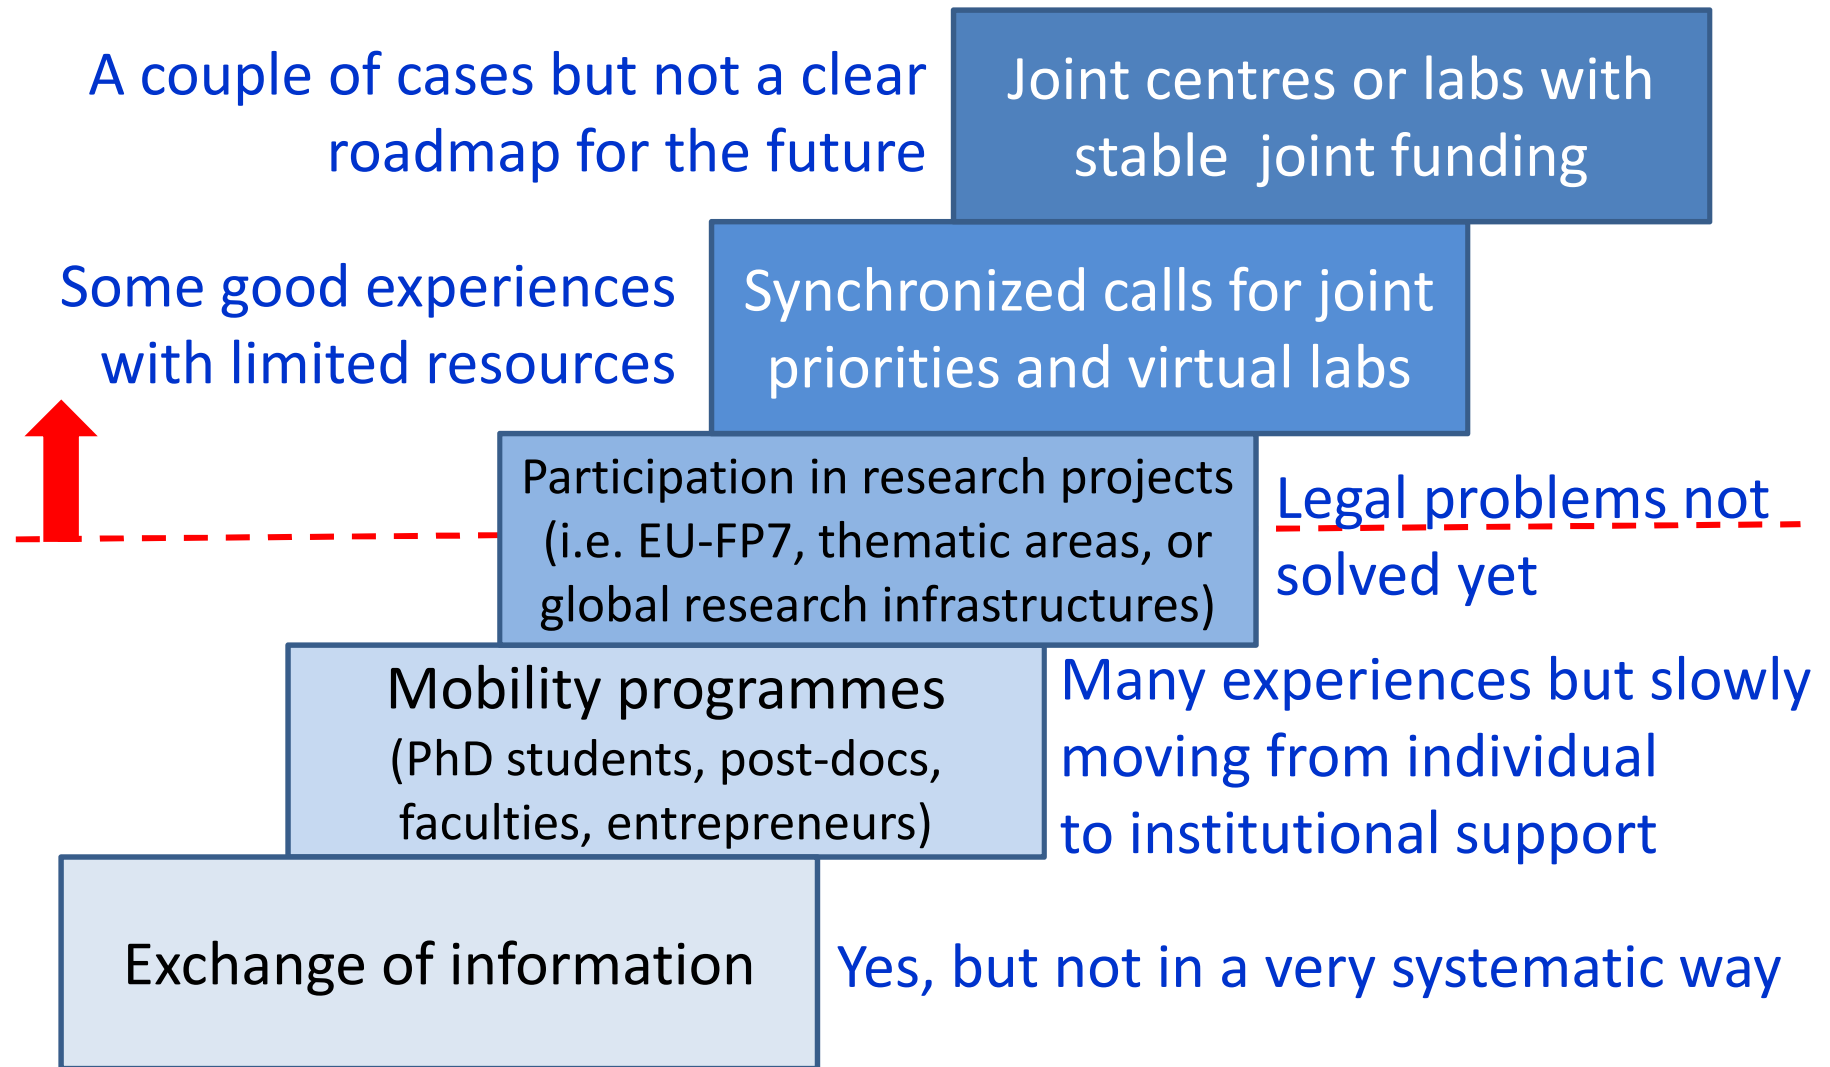 A couple of cases but not a clear
roadmap for the future
Joint centres or labs with
stable  joint funding
Some good experiences
with limited resources
Synchronized calls for joint
priorities and virtual labs
Participation in research projects
(i.e. EU-FP7, thematic areas, or
global research infrastructures)
Legal problems not
solved yet
Mobility programmes
(PhD students, post-docs,
faculties, entrepreneurs)
Many experiences but slowly
moving from individual
to institutional support
Exchange of information
Yes, but not in a very systematic way